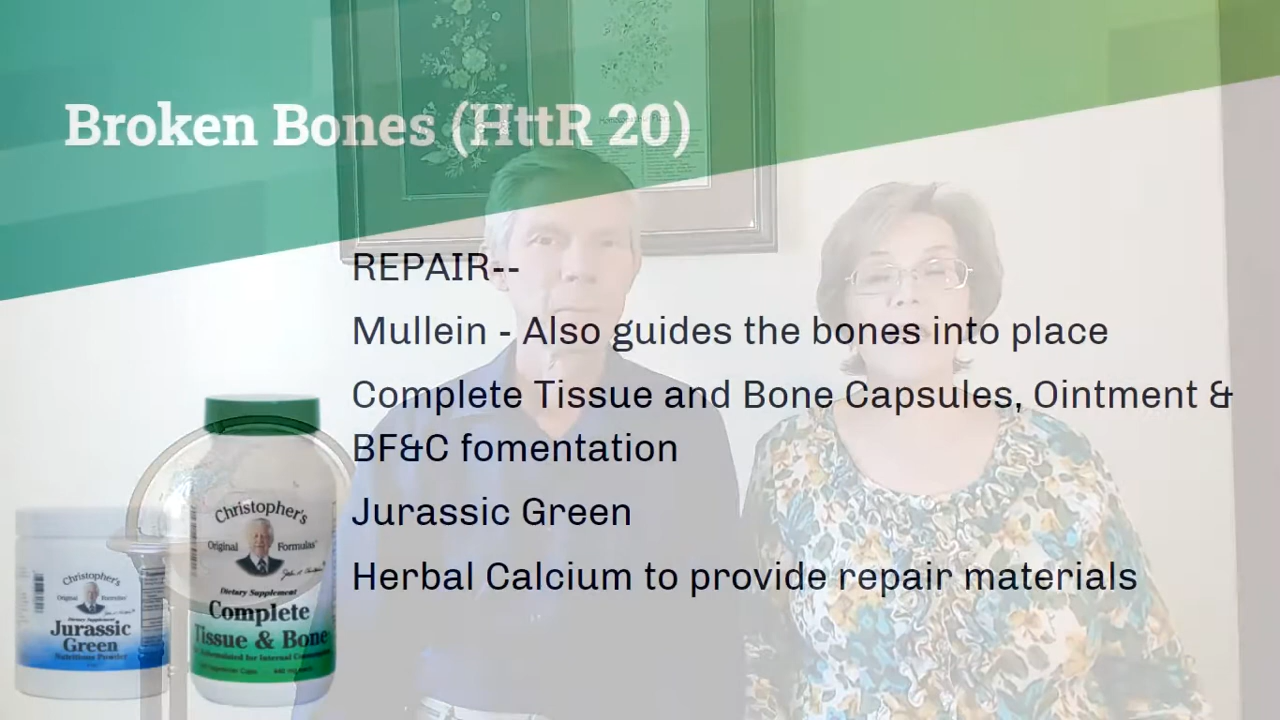 Broken Bones (HttR 20)
REPAIR--
Mullein - Also guides the bones into place
Complete Tissue and Bone Capsules, Ointment &
BF&C fomentation
Jurassic Green
Herbal Calcium to provide repair materials
Christopher's
Original Formulas
Dietary Supplement
Complete
Tissue & Bone
Christopher's
Original
Jurassic
Green